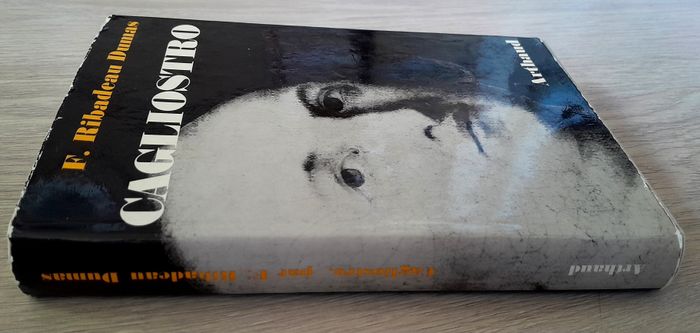 F. Ribadeau Dumas
CAGLIOSTRO
Arthaud
Cagliostro, par F. Ribadeau Dumas
Arthaud